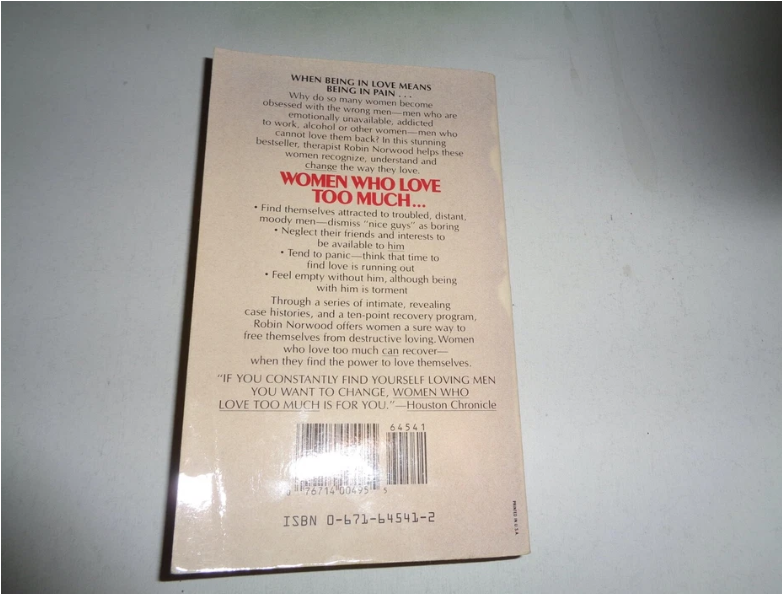 WHEN BEING IN LOVE MEANS
BEING IN PAIN . . .
Why do so many women become
obsessed with the wrong men—men who are
emotionally unavailable, addicted
to work, alcohol or other women—men who
cannot love them back? In this stunning
bestseller, therapist Robin Norwood helps these
women recognize, understand and
change the way they love.
WOMEN WHO LOVE
TOO MUCH...
• Find themselves attracted to troubled, distant,
moody men—dismiss "nice guys" as boring
• Neglect their friends and interests to
be available to him
• Tend to panic—think that time to
find love is running out
• Feel empty without him, although being
with him is torment
Through a series of intimate, revealing
case histories, and a ten-point recovery program,
Robin Norwood offers women a sure way to
free themselves from destructive loving. Women
who love too much can recover—
when they find the power to love themselves.
"IF YOU CONSTANTLY FIND YOURSELF LOVING MEN
YOU WANT TO CHANGE, WOMEN WHO
LOVE TOO MUCH IS FOR YOU."—Houston Chronicle
64541
0 76714 00495 5
ISBN 0-671-64541-2
PRINTED IN U.S.A.